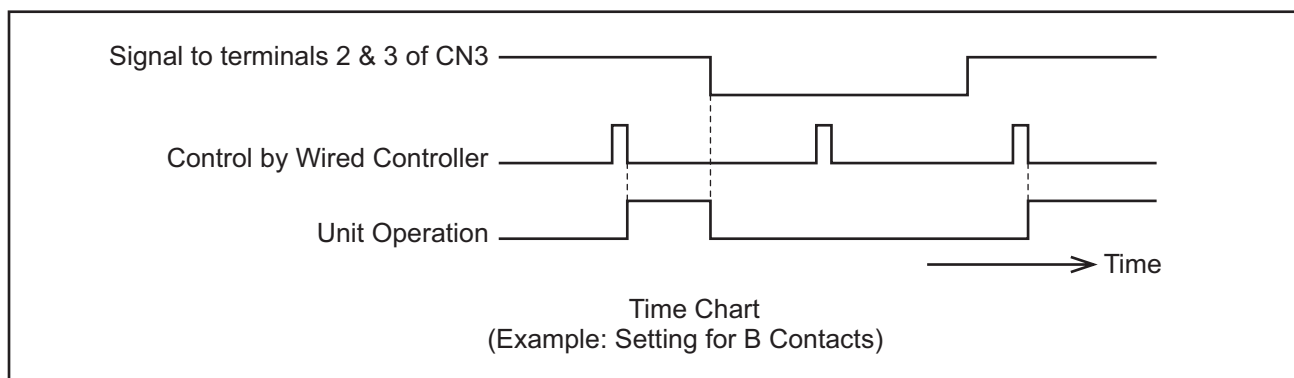 Signal to terminals 2 & 3 of CN3
Control by Wired Controller
Unit Operation
Time
Time Chart
(Example: Setting for B Contacts)